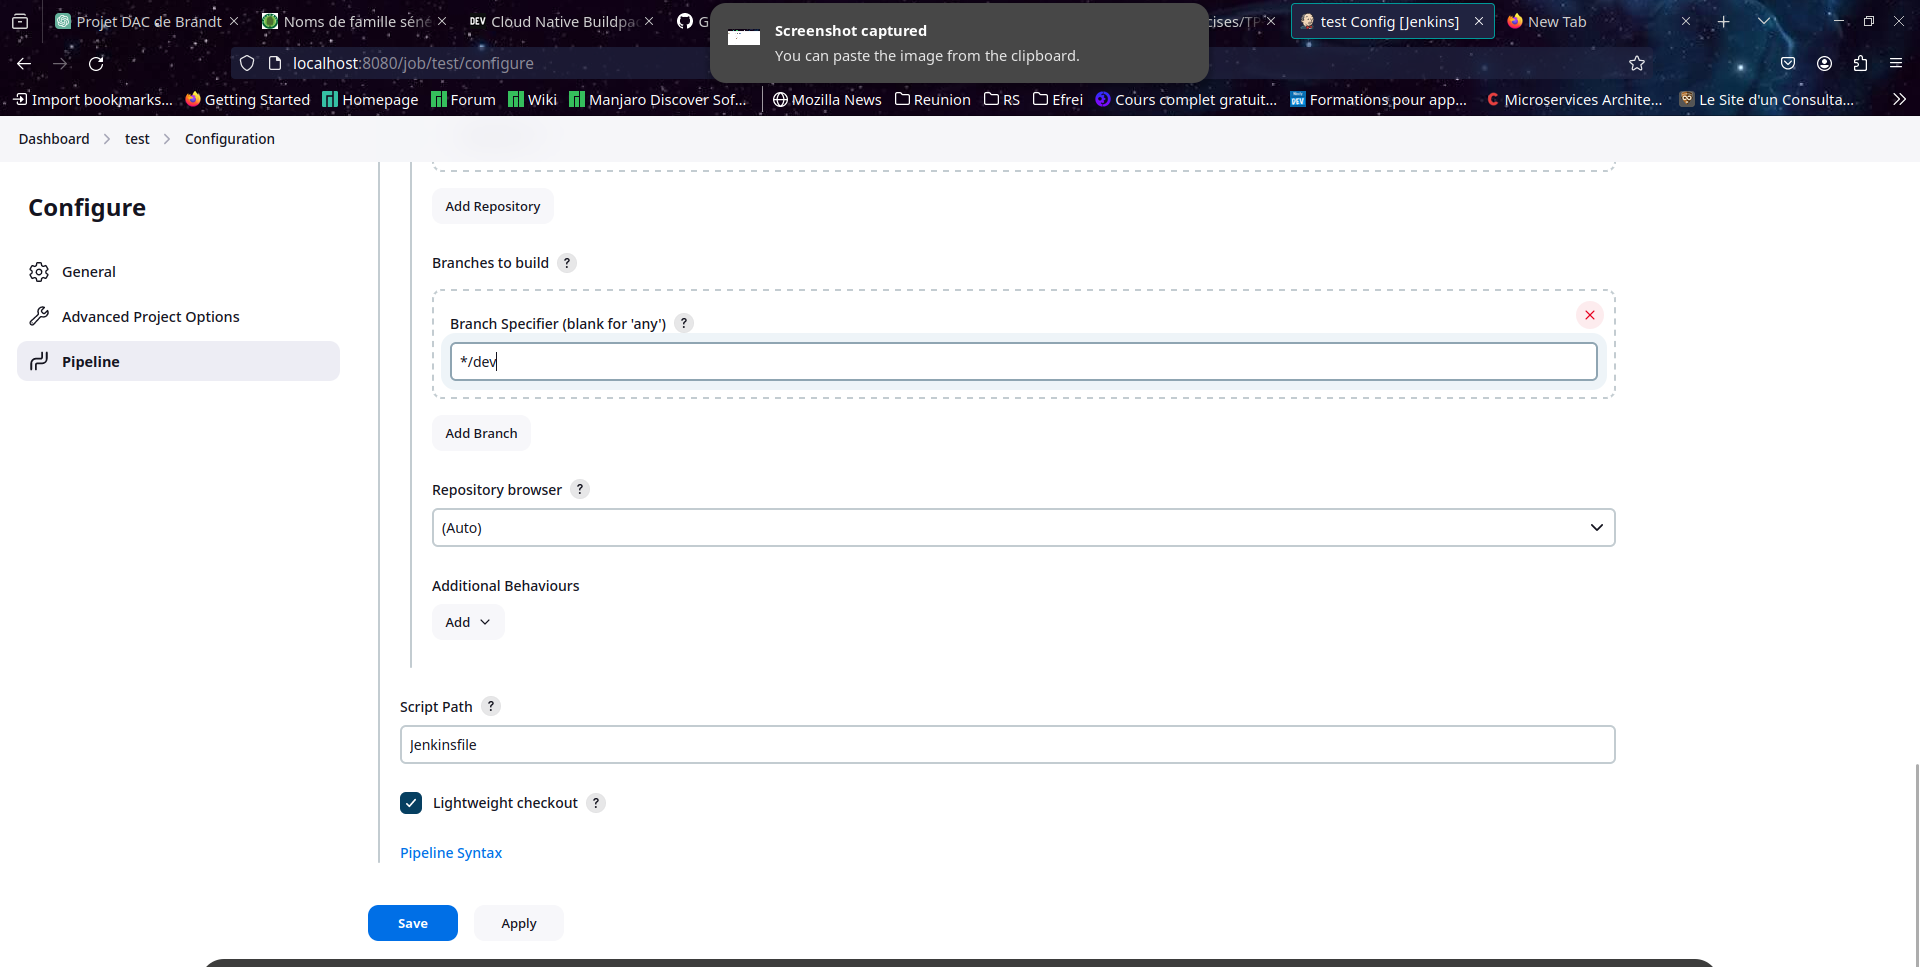 Projet DAC de Brandt
Noms de famille séné
DEV Cloud Native Buildpac
G
cises/TP
test Config [Jenkins]
New Tab
Screenshot captured
You can paste the image from the clipboard.
localhost:8080/job/test/configure
Import bookmarks...
Getting Started
Homepage
Forum
Wiki
Manjaro Discover Sof...
Mozilla News
Reunion
RS
Efrei
Cours complet gratuit...
Formations pour app...
Microservices Archite...
Le Site d'un Consulta...
Dashboard
test
Configuration
Configure
General
Advanced Project Options
Pipeline
Add Repository
Branches to build ?
Branch Specifier (blank for 'any') ?
*/dev
Add Branch
Repository browser ?
(Auto)
Additional Behaviours
Add
Script Path ?
Jenkinsfile
Lightweight checkout ?
Pipeline Syntax
Save
Apply